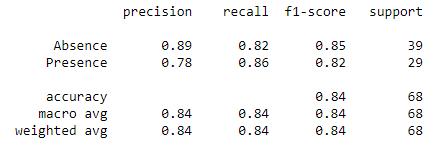 precision recall f1-score support
Absence 0.89 0.82 0.85 39
Presence 0.78 0.86 0.82 29
accuracy 0.84 68
macro avg 0.84 0.84 0.84 68
weighted avg 0.84 0.84 0.84 68